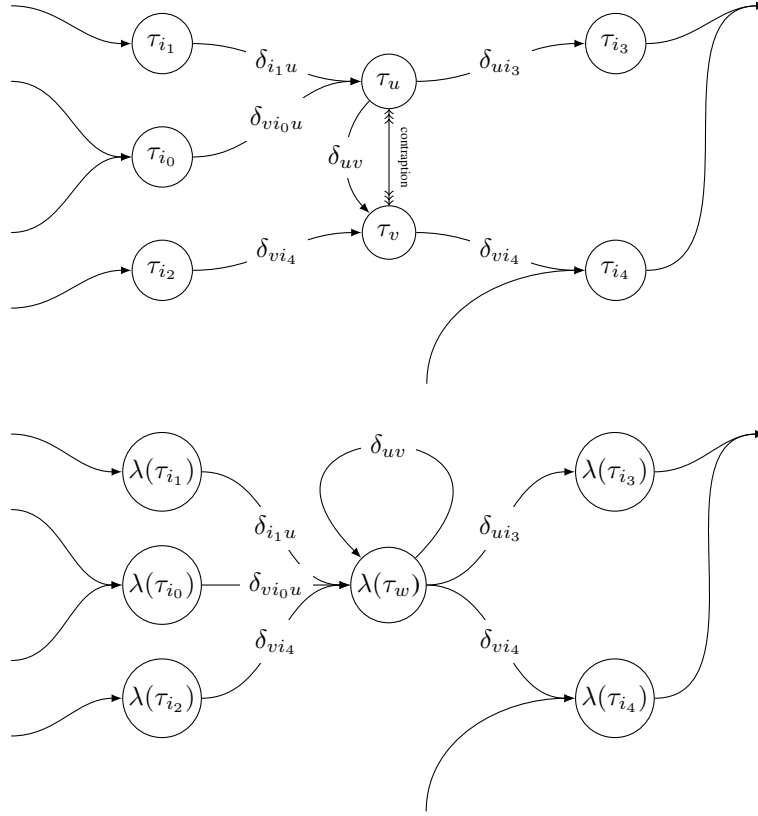 τ_{i_1} δ_{i_1u} τ_u δ_{ui_3} τ_{i_3}
τ_{i_0} δ_{vi_0u} δ_{uv} contraption
τ_{i_2} δ_{vi_4} τ_v δ_{vi_4} τ_{i_4}
δ_{uv}
λ(τ_{i_1}) δ_{i_1u} δ_{ui_3} λ(τ_{i_3})
λ(τ_{i_0}) δ_{vi_0u} λ(τ_w)
λ(τ_{i_2}) δ_{vi_4} δ_{vi_4} λ(τ_{i_4})